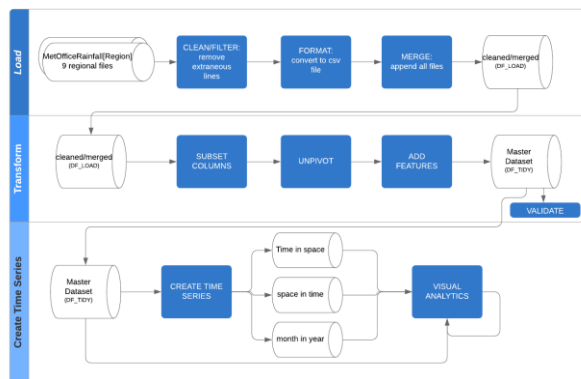 Load
MetOfficeRainfall[Region]
9 regional files
CLEAN/FILTER:
remove
extraneous
lines
FORMAT:
convert to csv
file
MERGE:
append all files
cleaned/merged
(DF_LOAD)
Transform
cleaned/merged
(DF_LOAD)
SUBSET
COLUMNS
UNPIVOT
ADD
FEATURES
Master
Dataset
(DF_TIDY)
VALIDATE
Create Time Series
Master
Dataset
(DF_TIDY)
CREATE TIME
SERIES
Time in space
space in time
month in year
VISUAL
ANALYTICS